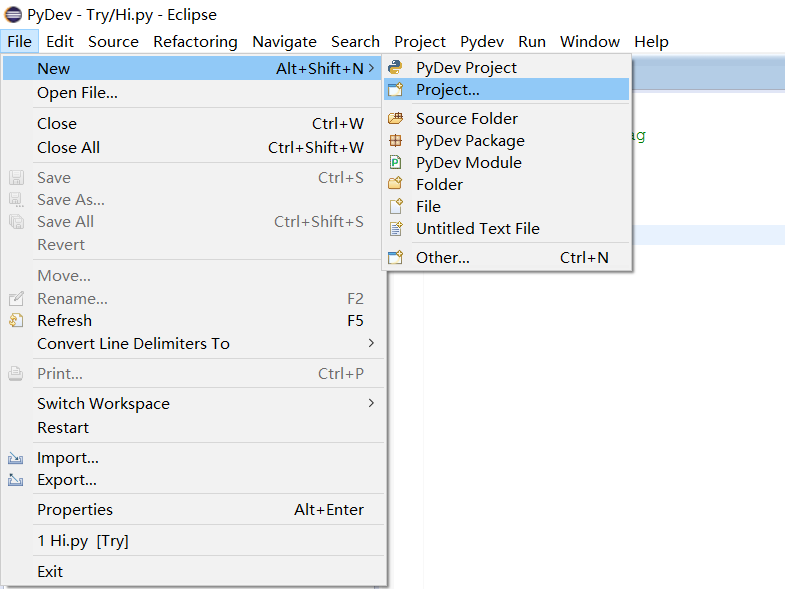 PyDev - Try/Hi.py - Eclipse
File Edit Source Refactoring Navigate Search Project Pydev Run Window Help
New Alt+Shift+N
Open File...
Close Ctrl+W
Close All Ctrl+Shift+W
Save Ctrl+S
Save As...
Save All Ctrl+Shift+S
Revert
Move...
Rename... F2
Refresh F5
Convert Line Delimiters To
Print... Ctrl+P
Switch Workspace
Restart
Import...
Export...
Properties Alt+Enter
1 Hi.py [Try]
Exit
PyDev Project
Project...
Source Folder
PyDev Package
PyDev Module
Folder
File
Untitled Text File
Other... Ctrl+N
ag